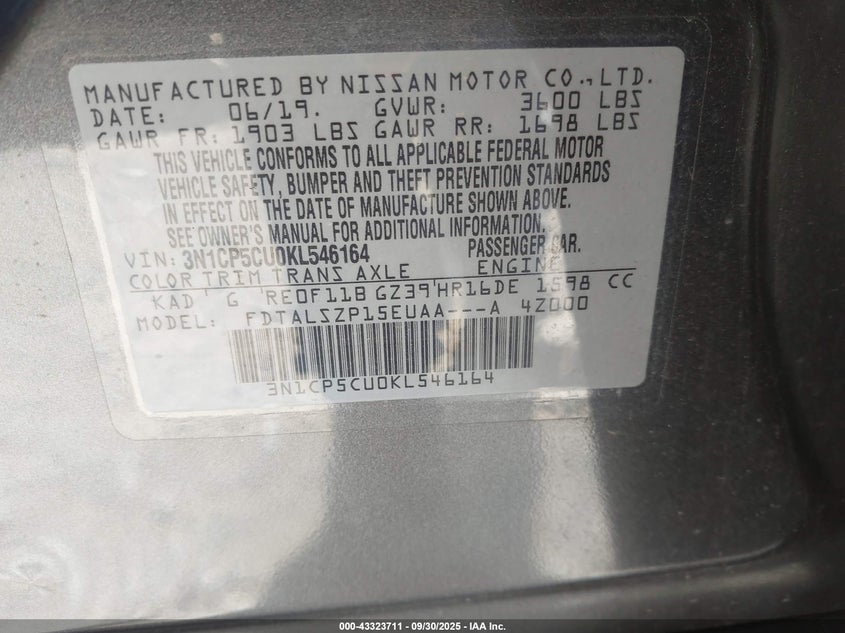 MANUFACTURED BY NISSAN MOTOR CO.,LTD.
DATE: 06/19. GVWR: 3600 LBS
GAWR FR: 1903 LBS GAWR RR: 1698 LBS
THIS VEHICLE CONFORMS TO ALL APPLICABLE FEDERAL MOTOR
VEHICLE SAFETY, BUMPER AND THEFT PREVENTION STANDARDS
IN EFFECT ON THE DATE OF MANUFACTURE SHOWN ABOVE.
SEE OWNER'S MANUAL FOR ADDITIONAL INFORMATION.
VIN: 3N1CP5CU0KL546164 PASSENGER CAR.
COLOR TRIM TRANS AXLE ENGINE
KAD G RE0F11B GZ39 HR16DE 1598 CC
MODEL: FDTALSZP15EUAA---A 4Z000
3N1CP5CU0KL546164
000-43323711 - 09/30/2025 - IAA Inc.